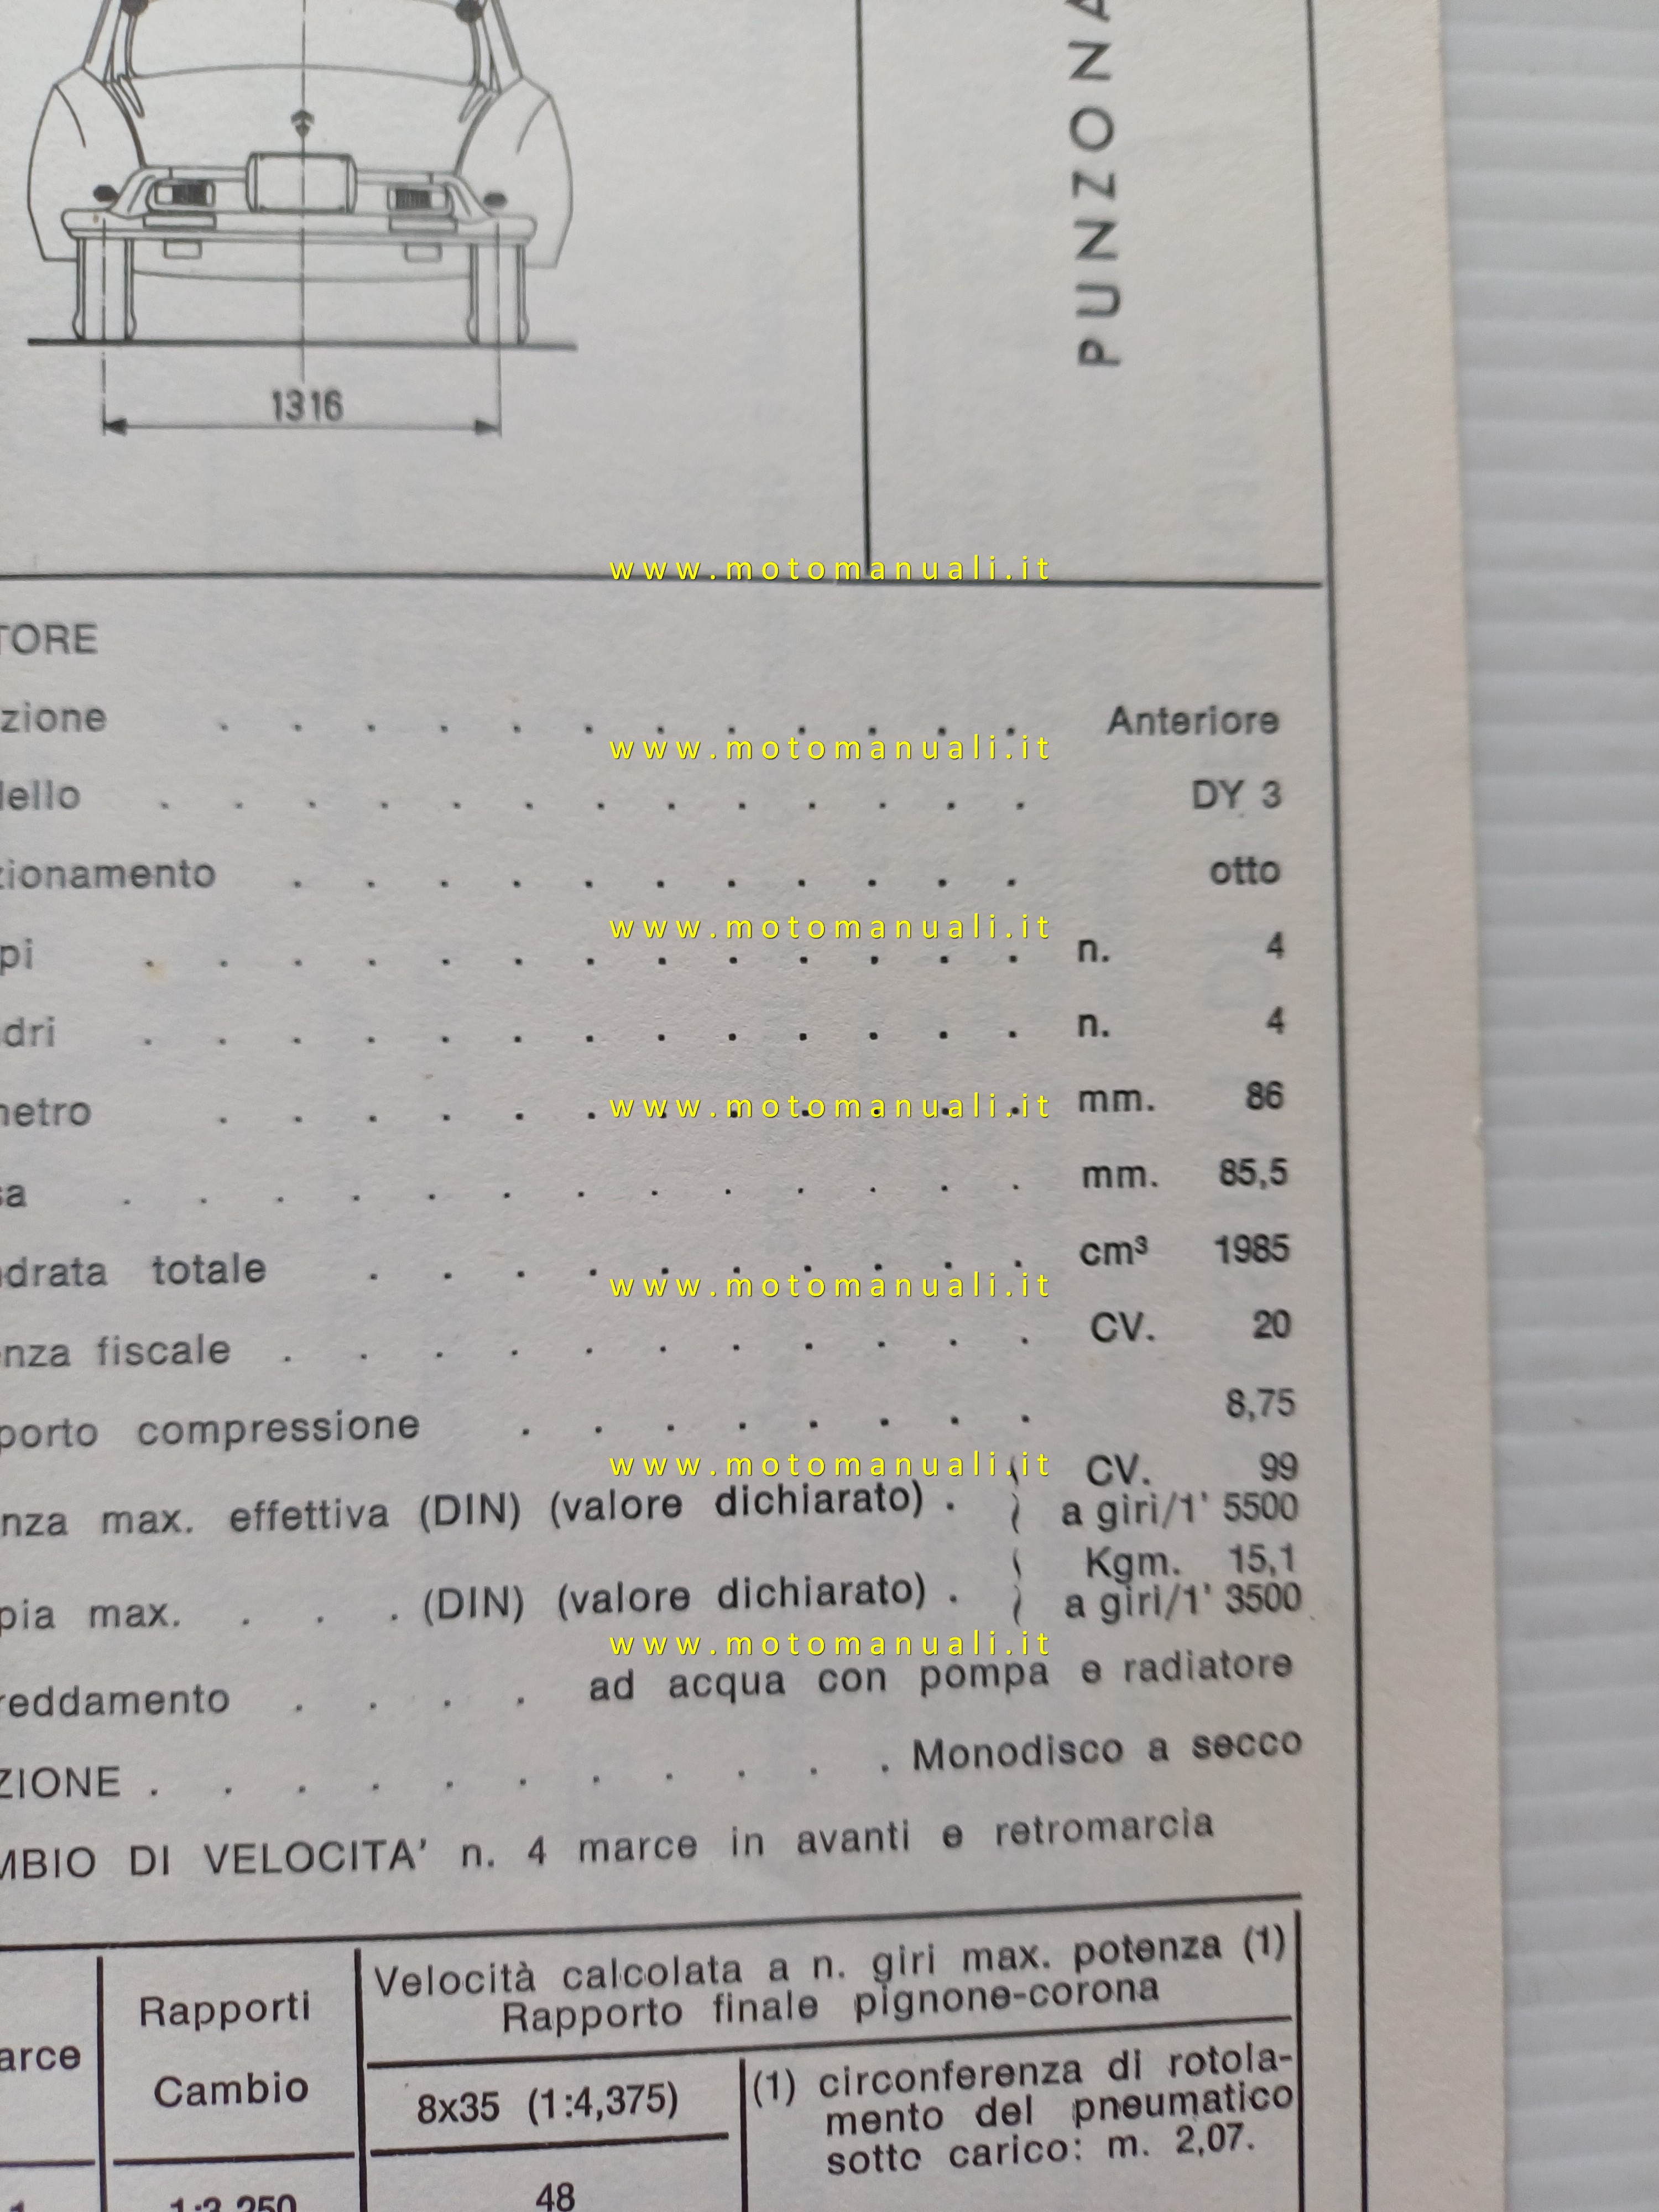 PUNZONA
1316
www.motomanuali.it
TORE
zione . . . . . . . . . . . . Anteriore
www.motomanuali.it
dello . . . . . . . . . . . . . DY 3
zionamento . . . . . . . . . . . otto
www.motomanuali.it
pi . . . . . . . . . . . . . n. 4
dri . . . . . . . . . . . . . n. 4
metro . . . . . . . . . . . . mm. 86
www.motomanuali.it
sa . . . . . . . . . . . . . mm. 85,5
drata totale . . . . . . . . . . cm³ 1985
www.motomanuali.it
nza fiscale . . . . . . . . . . . CV. 20
porto compressione . . . . . . . . 8,75
www.motomanuali.it
nza max. effettiva (DIN) (valore dichiarato) . CV. 99
a giri/1' 5500
pia max. . . . (DIN) (valore dichiarato) . Kgm. 15,1
a giri/1' 3500
www.motomanuali.it
reddamento . . . . ad acqua con pompa e radiatore
ZIONE . . . . . . . . . . . Monodisco a secco
MBIO DI VELOCITA' n. 4 marce in avanti e retromarcia
arce
Rapporti
Cambio
Velocità calcolata a n. giri max. potenza (1)
Rapporto finale pignone-corona
8x35 (1:4,375)
(1) circonferenza di rotola-
mento del pneumatico
sotto carico: m. 2,07.
1:3,250
48